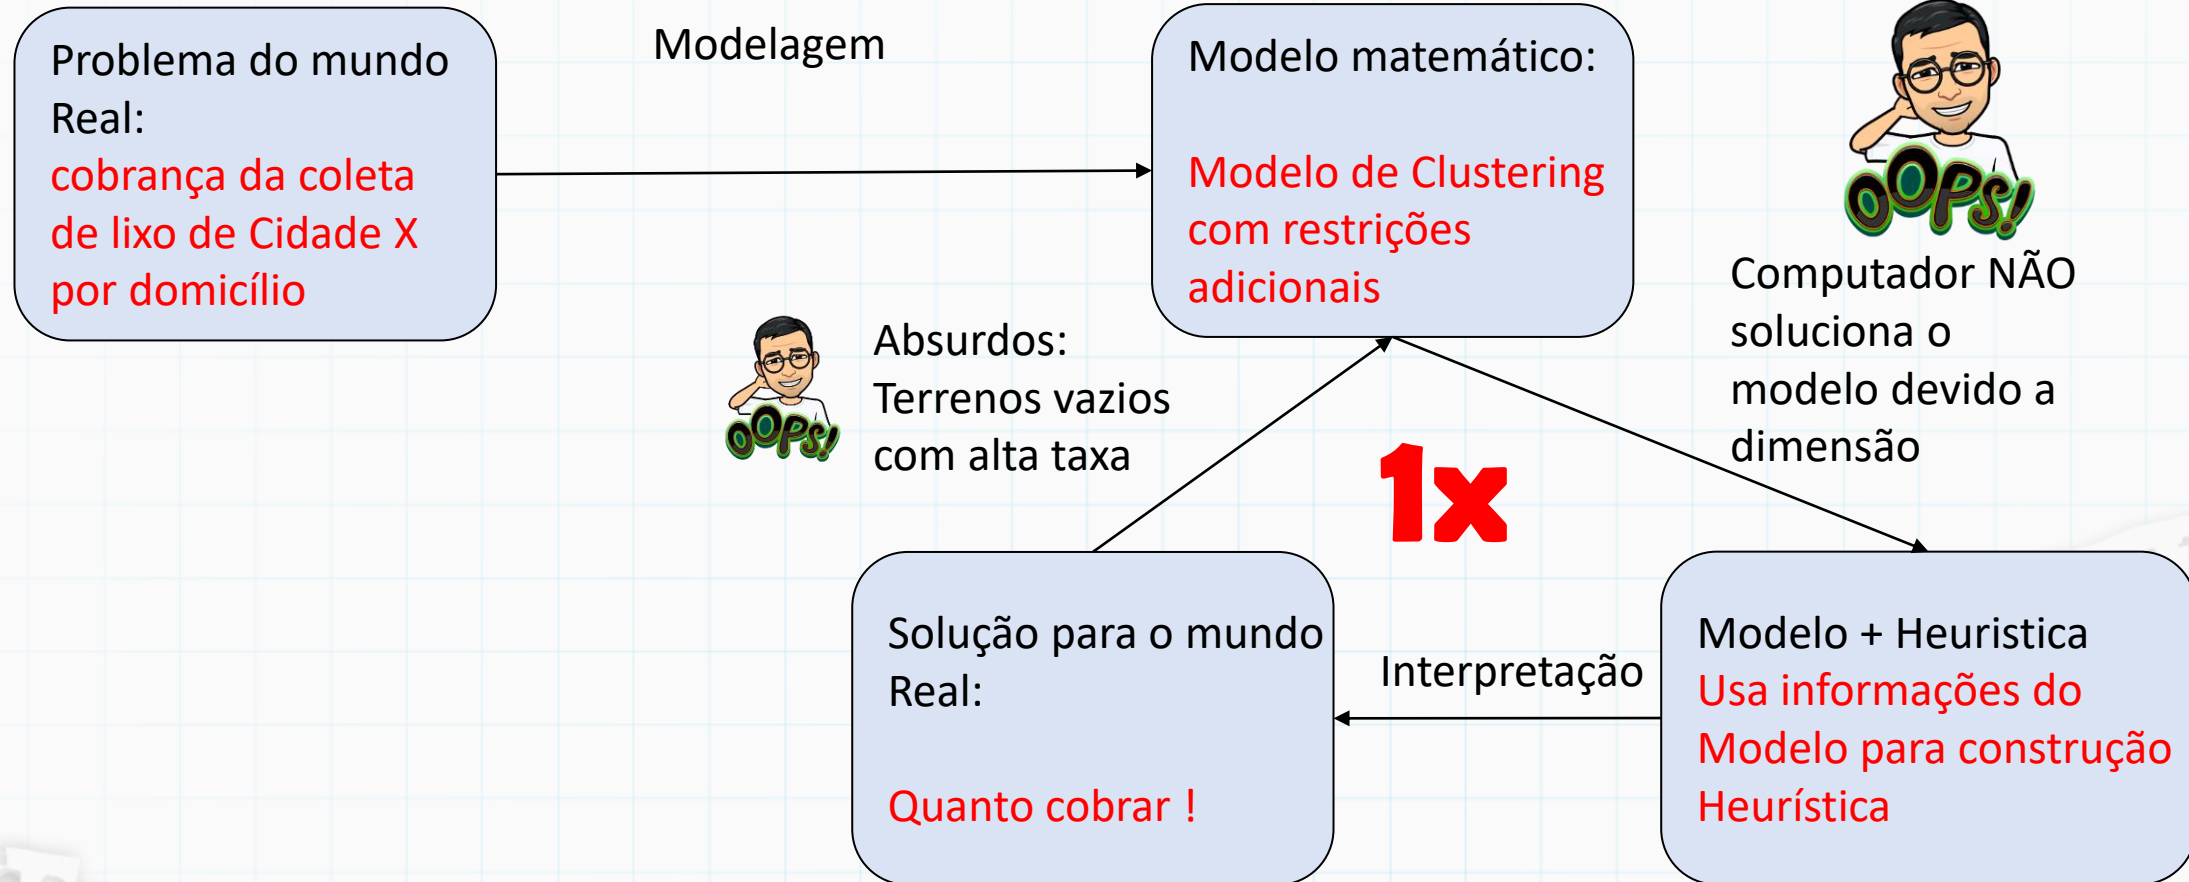 Problema do mundo
Real:
cobrança da coleta
de lixo de Cidade X
por domicílio
Modelagem
Modelo matemático:
Modelo de Clustering
com restrições
adicionais
OOPS!
Computador NÃO
soluciona o
modelo devido a
dimensão
OOPS!
Absurdos:
Terrenos vazios
com alta taxa
1x
Solução para o mundo
Real:
Quanto cobrar !
Interpretação
Modelo + Heuristica
Usa informações do
Modelo para construção
Heurística